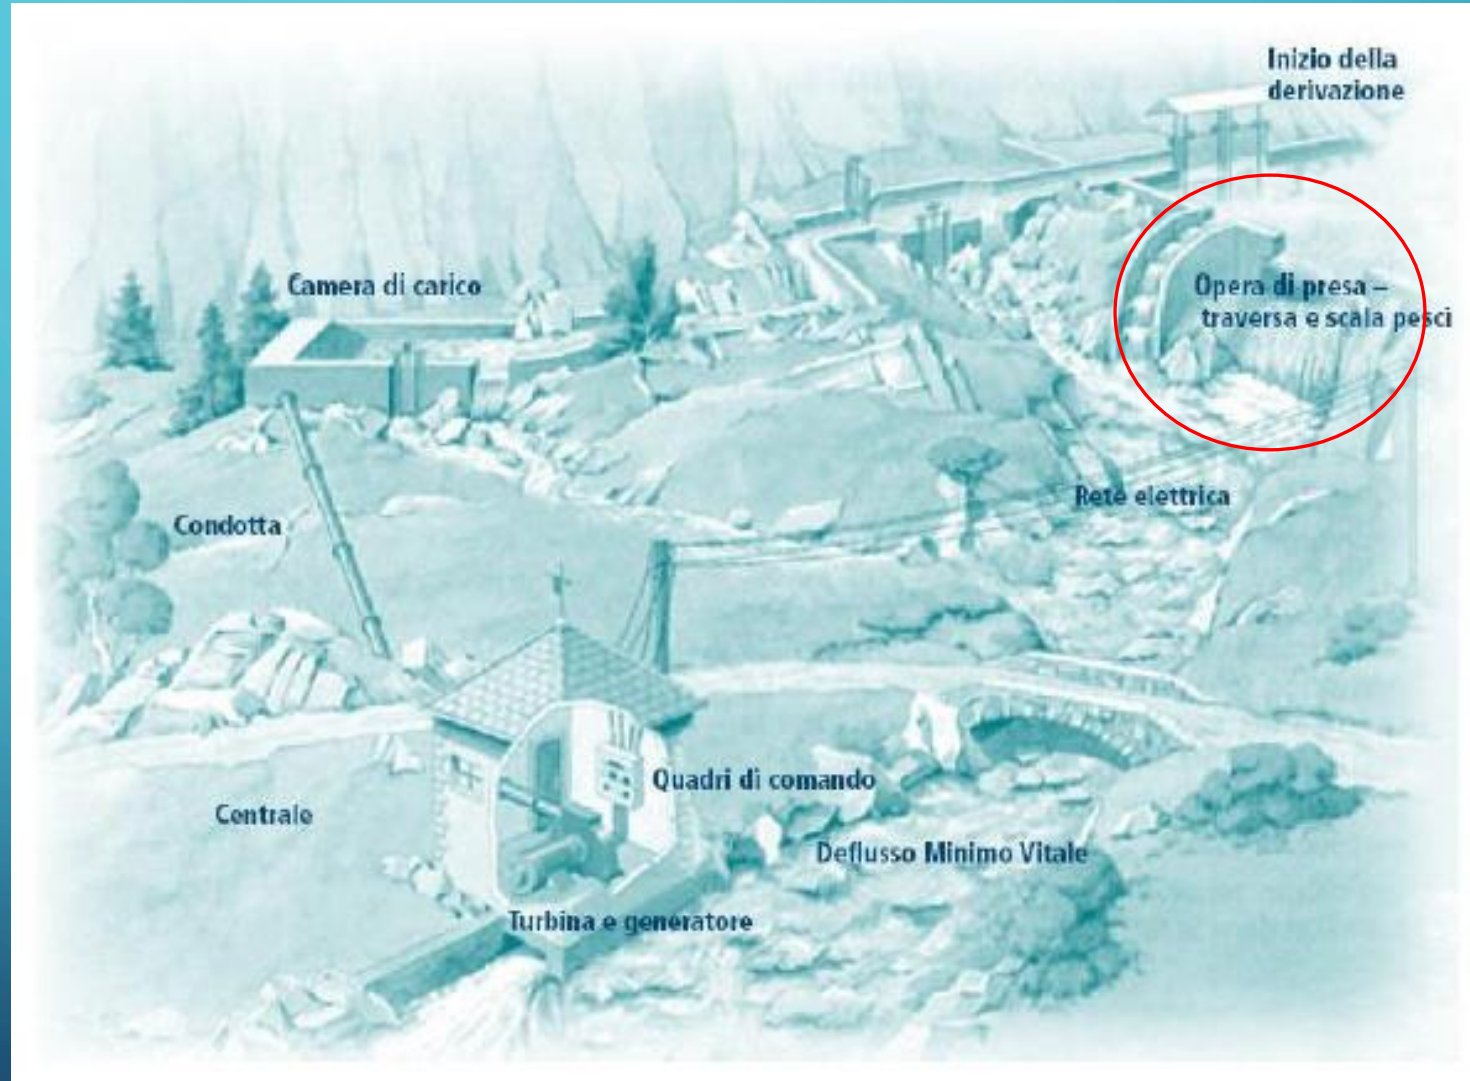 Inizio della
derivazione
Camera di carico
Opera di presa –
traversa e scala pesci
Rete elettrica
Condotta
Quadri di comando
Centrale
Deflusso Minimo Vitale
Turbina e generatore